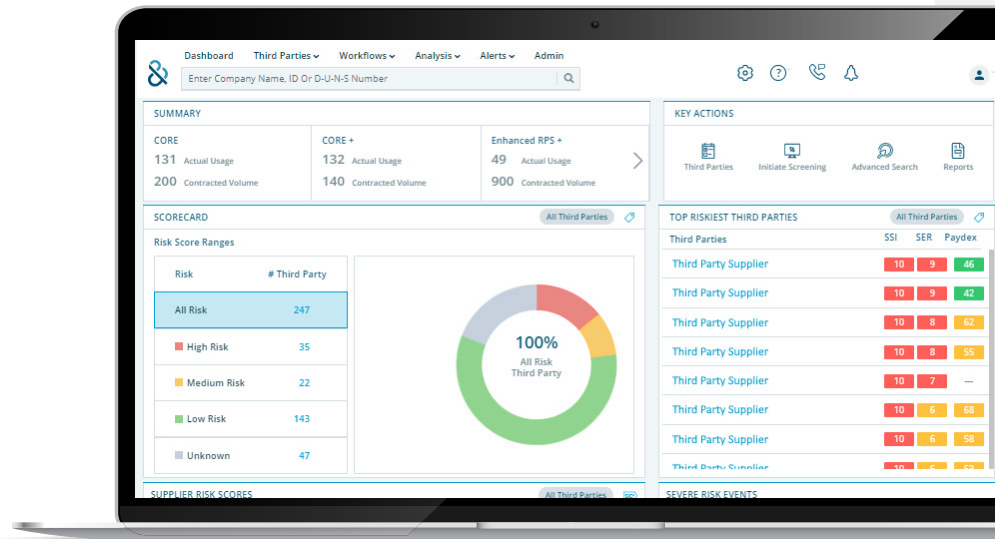 Dashboard Third Parties Workflows Analysis Alerts Admin
Enter Company Name, ID Or D-U-N-S Number
SUMMARY
CORE
131 Actual Usage
200 Contracted Volume
CORE +
132 Actual Usage
140 Contracted Volume
Enhanced RPS +
49 Actual Usage
900 Contracted Volume
KEY ACTIONS
Third Parties
Initiate Screening
Advanced Search
Reports
SCORECARD
All Third Parties
Risk Score Ranges
Risk # Third Party
All Risk 247
High Risk 35
Medium Risk 22
Low Risk 143
Unknown 47
100%
All Risk
Third Party
TOP RISKIEST THIRD PARTIES
All Third Parties
Third Parties SSI SER Paydex
Third Party Supplier 10 9 46
Third Party Supplier 10 9 42
Third Party Supplier 10 8 62
Third Party Supplier 10 8 55
Third Party Supplier 10 7 —
Third Party Supplier 10 6 68
Third Party Supplier 10 6 58
Third Party Supplier 10 6 53
SUPPLIER RISK SCORES
All Third Parties
SEVERE RISK EVENTS